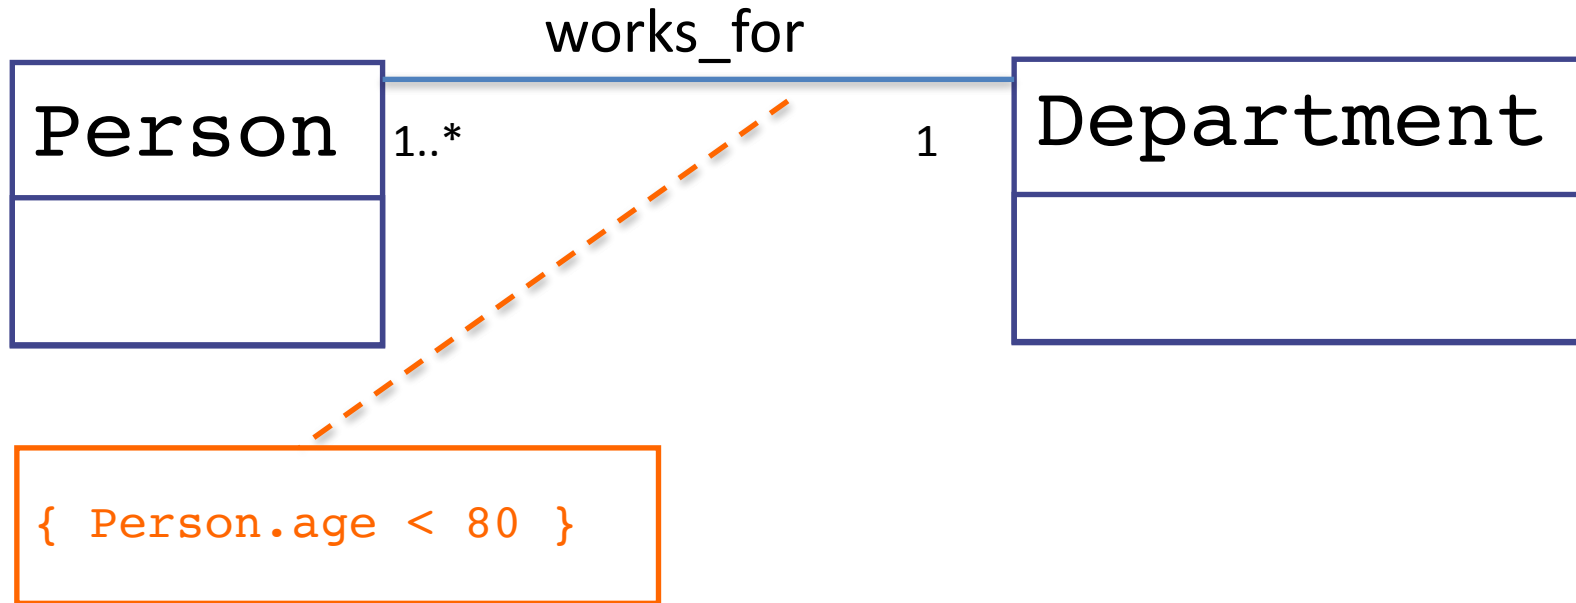 works_for
Person
1..*
1
Department
{ Person.age < 80 }